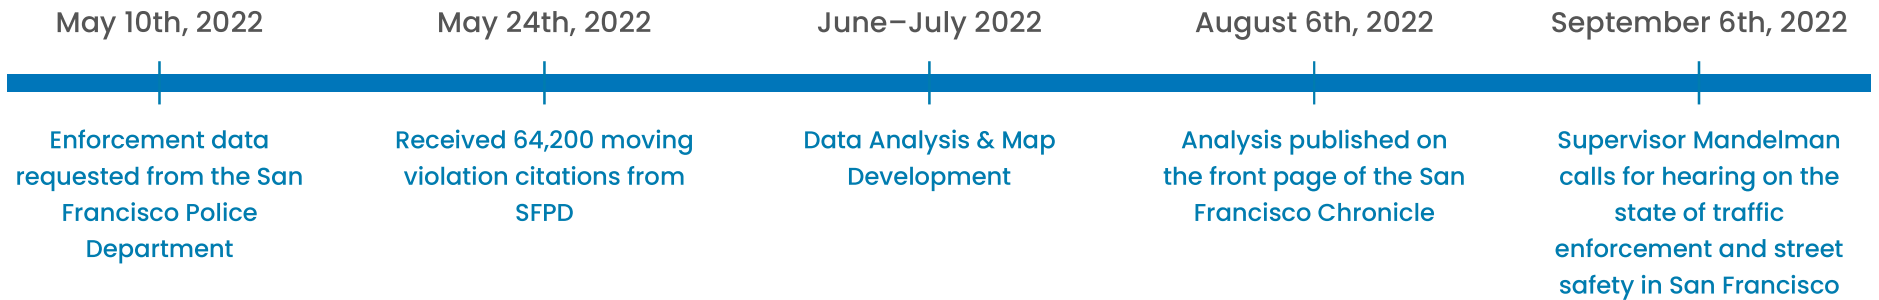 May 10th, 2022
May 24th, 2022
June–July 2022
August 6th, 2022
September 6th, 2022
Enforcement data
requested from the San
Francisco Police
Department
Received 64,200 moving
violation citations from
SFPD
Data Analysis & Map
Development
Analysis published on
the front page of the San
Francisco Chronicle
Supervisor Mandelman
calls for hearing on the
state of traffic
enforcement and street
safety in San Francisco